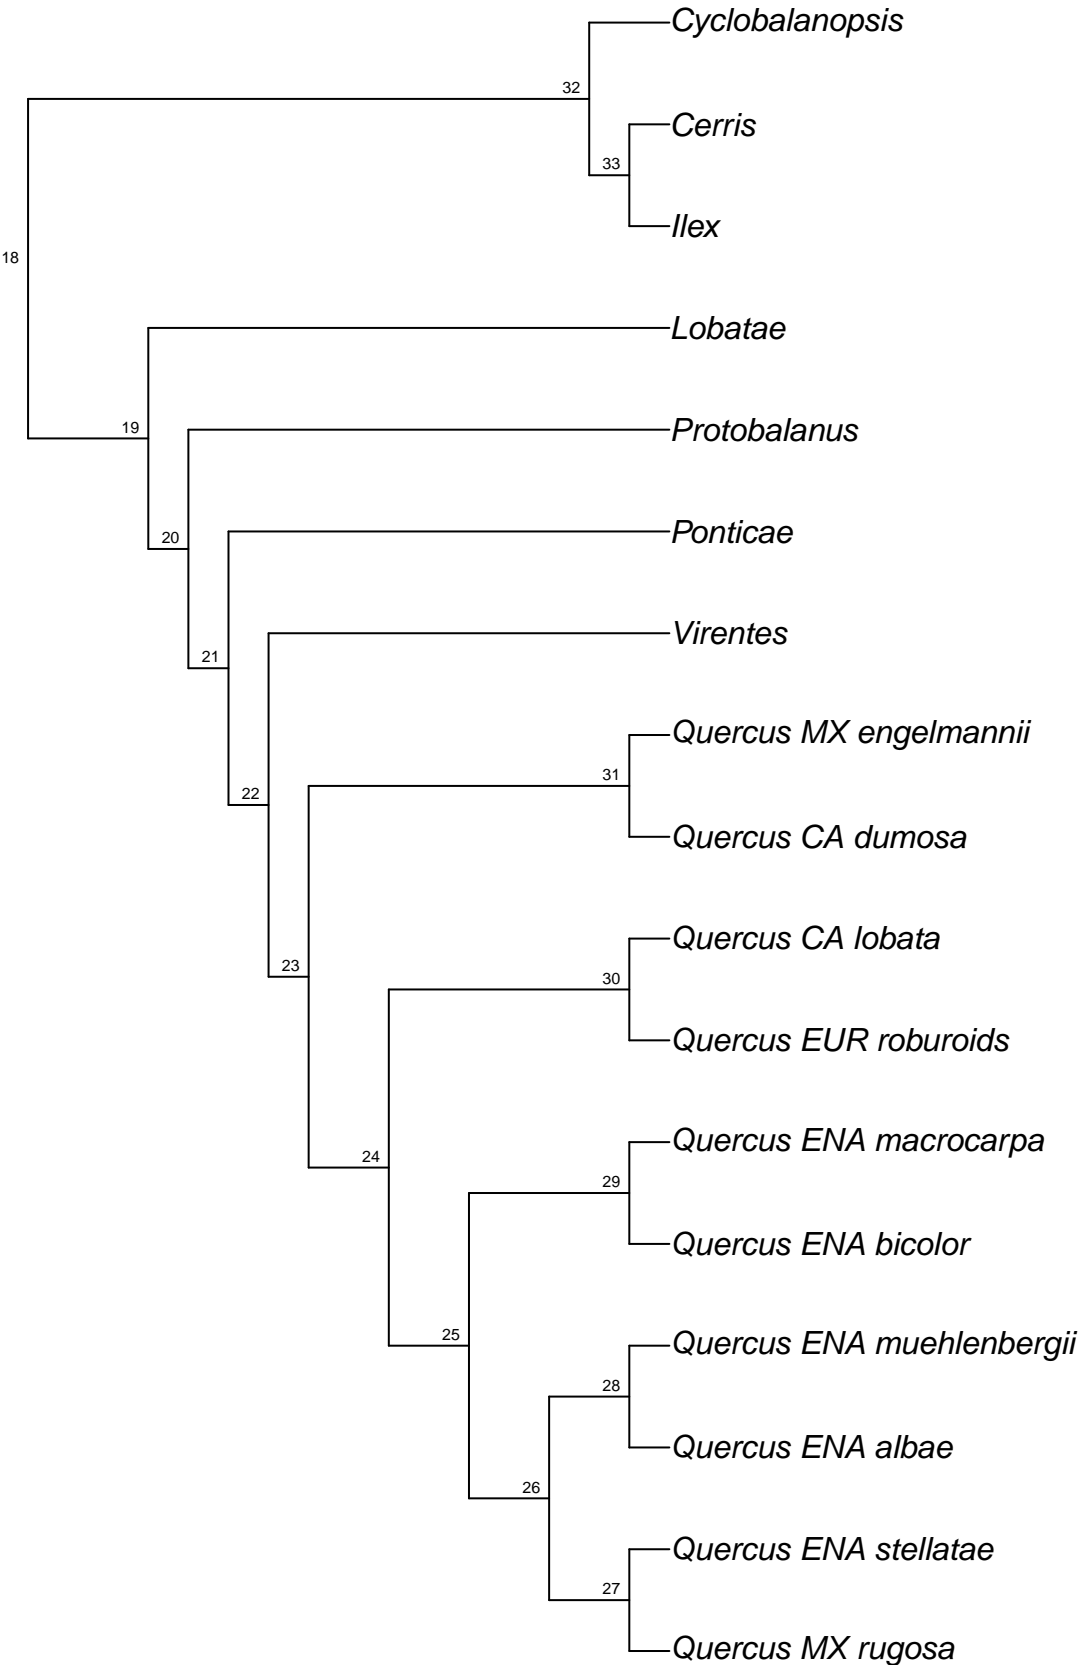 Cyclobalanopsis
32
Cerris
33
Ilex
18
Lobatae
19
Protobalanus
20
Ponticae
21
Virentes
22
Quercus MX engelmannii
31
Quercus CA dumosa
23
Quercus CA lobata
30
Quercus EUR roburoids
24
Quercus ENA macrocarpa
29
Quercus ENA bicolor
25
Quercus ENA muehlenbergii
28
Quercus ENA albae
26
Quercus ENA stellatae
27
Quercus MX rugosa